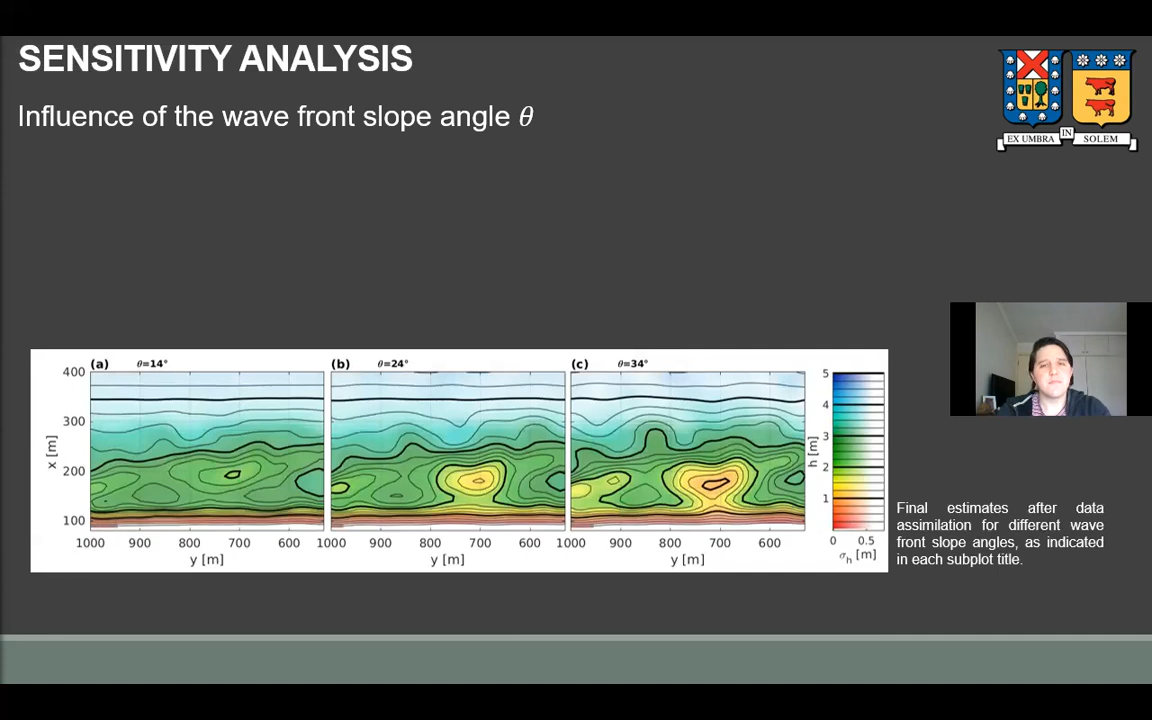 SENSITIVITY ANALYSIS
Influence of the wave front slope angle θ
EX UMBRA IN SOLEM
(a) θ=14° (b) θ=24° (c) θ=34°
400
300
200
100
x [m]
1000 900 800 700 600 1000 900 800 700 600 1000 900 800 700 600
y [m] y [m] y [m]
5
4
3
2
1
h [m]
0 0.5
σh [m]
Final estimates after data
assimilation for different wave
front slope angles, as indicated
in each subplot title.